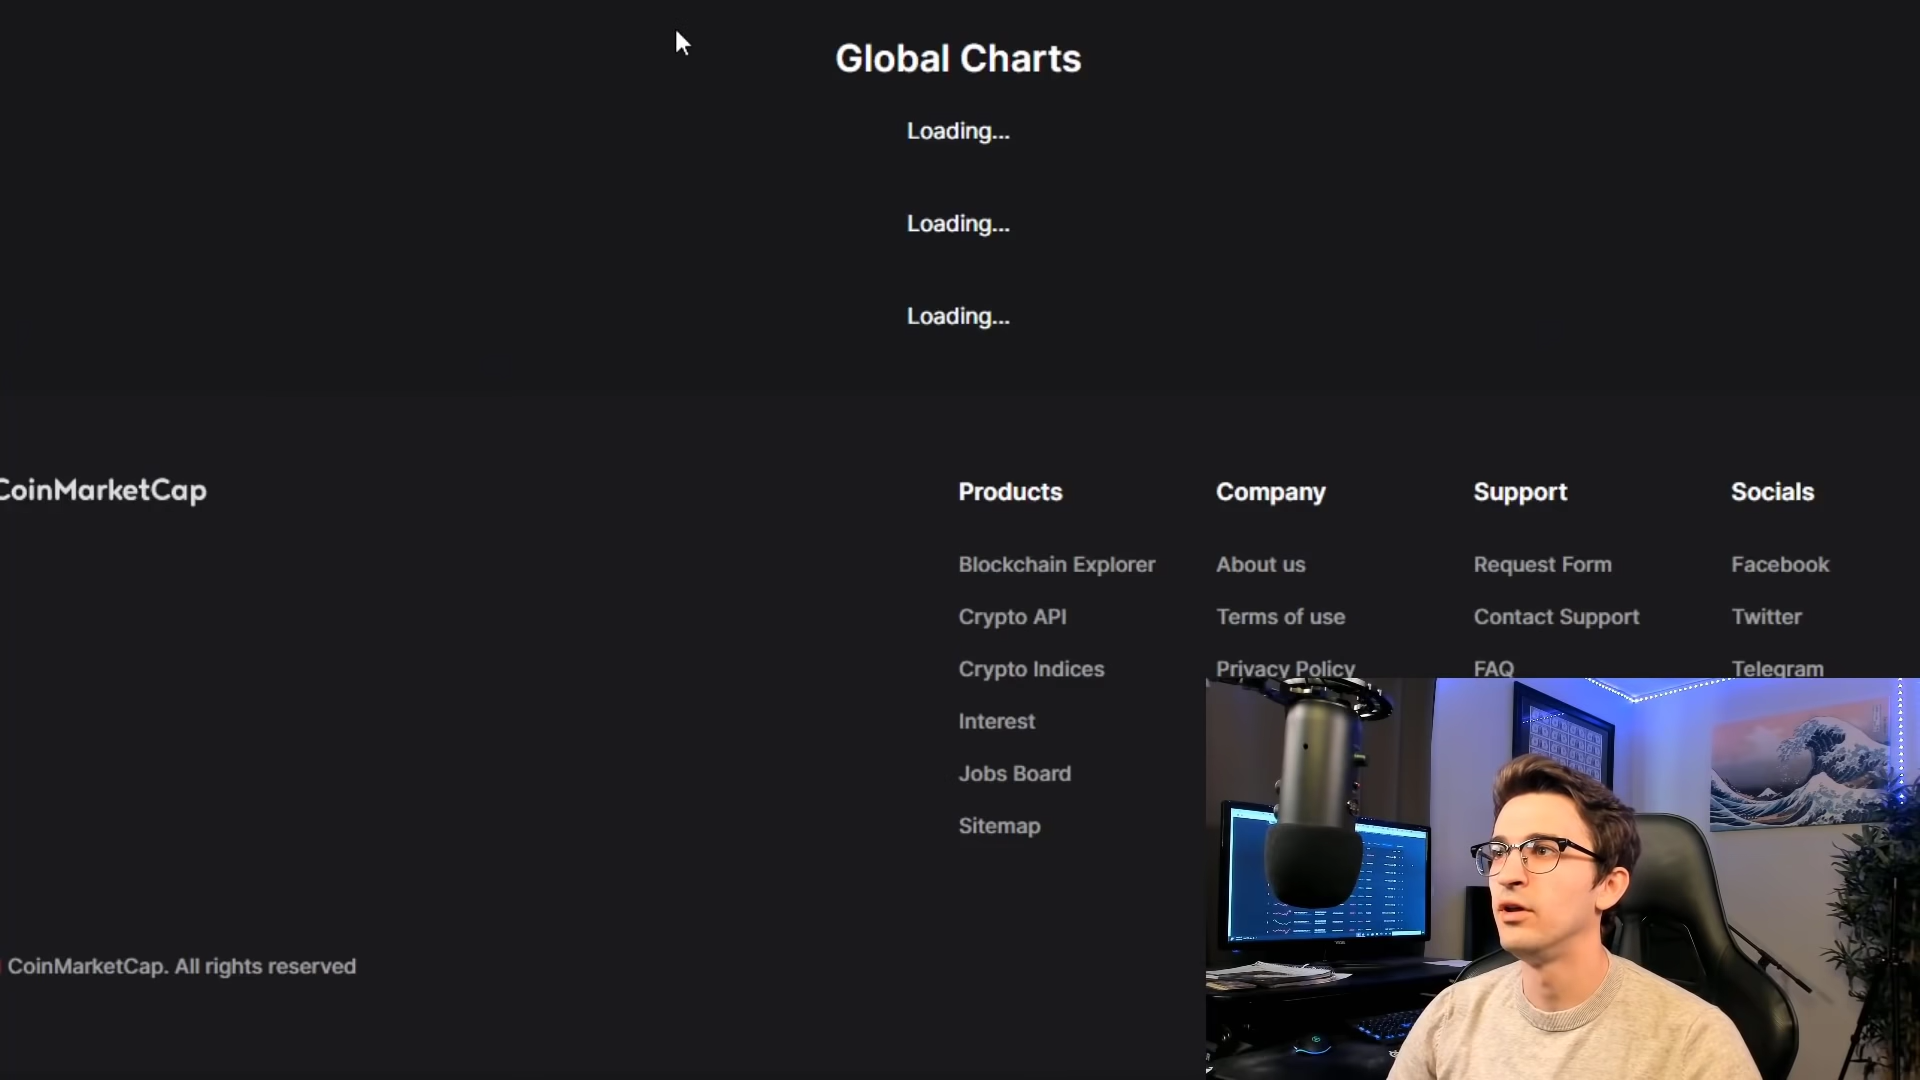 Global Charts
Loading...
Loading...
Loading...
CoinMarketCap
Products
Company
Support
Socials
Blockchain Explorer
About us
Request Form
Facebook
Crypto API
Terms of use
Contact Support
Twitter
Crypto Indices
Privacy Policy
FAQ
Telegram
Interest
Jobs Board
Sitemap
CoinMarketCap. All rights reserved